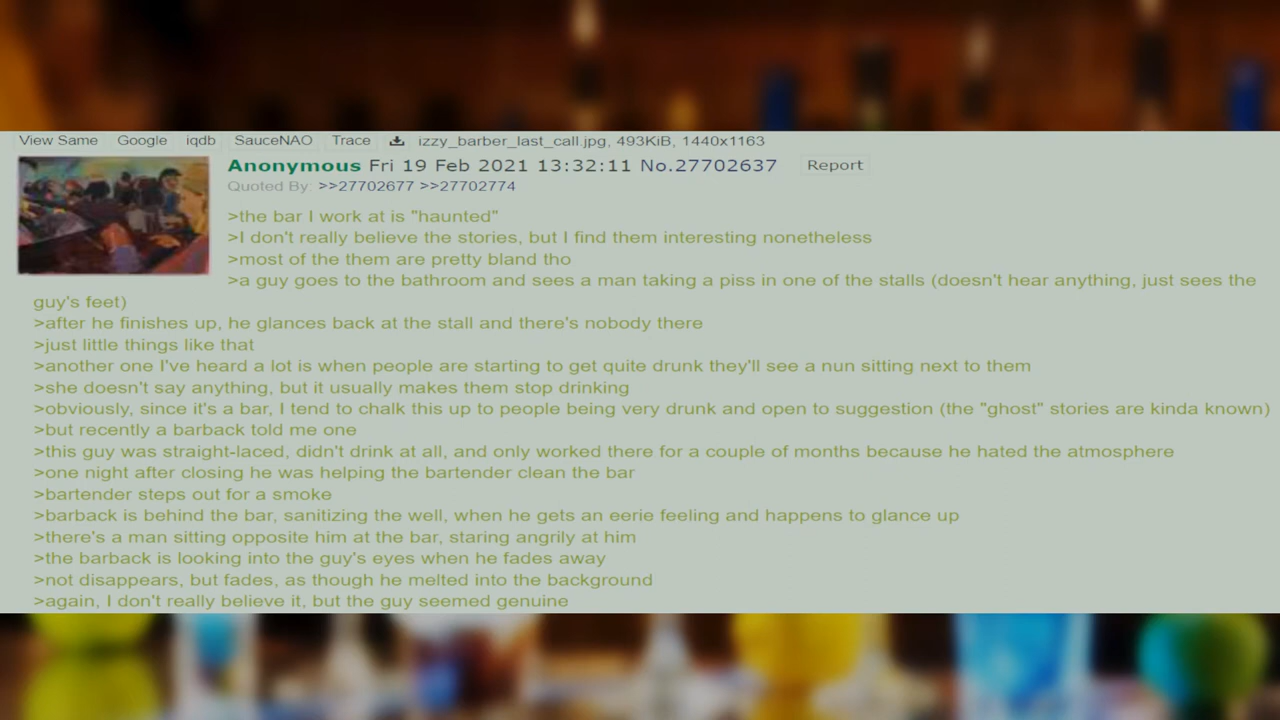 View Same Google iqdb SauceNAO Trace izzy_barber_last_call.jpg, 493KiB, 1440x1163
Anonymous Fri 19 Feb 2021 13:32:11 No.27702637 Report
Quoted By: >>27702677 >>27702774
>the bar I work at is "haunted"
>I don't really believe the stories, but I find them interesting nonetheless
>most of the them are pretty bland tho
>a guy goes to the bathroom and sees a man taking a piss in one of the stalls (doesn't hear anything, just sees the
guy's feet)
>after he finishes up, he glances back at the stall and there's nobody there
>just little things like that
>another one I've heard a lot is when people are starting to get quite drunk they'll see a nun sitting next to them
>she doesn't say anything, but it usually makes them stop drinking
>obviously, since it's a bar, I tend to chalk this up to people being very drunk and open to suggestion (the "ghost" stories are kinda known)
>but recently a barback told me one
>this guy was straight-laced, didn't drink at all, and only worked there for a couple of months because he hated the atmosphere
>one night after closing he was helping the bartender clean the bar
>bartender steps out for a smoke
>barback is behind the bar, sanitizing the well, when he gets an eerie feeling and happens to glance up
>there's a man sitting opposite him at the bar, staring angrily at him
>the barback is looking into the guy's eyes when he fades away
>not disappears, but fades, as though he melted into the background
>again, I don't really believe it, but the guy seemed genuine